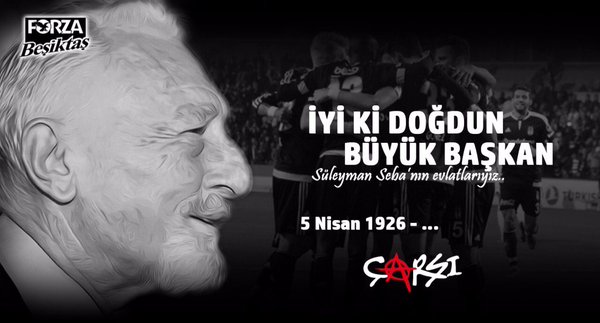 FORZA
Beşiktaş
İYİ Kİ DOĞDUN
BÜYÜK BAŞKAN
Süleyman Seba'nın evlatlarıyız..
5 Nisan 1926 - ...
ÇARŞI